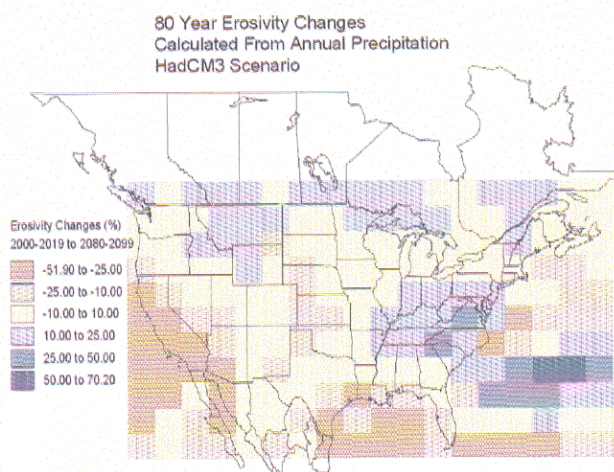 80 Year Erosivity Changes
Calculated From Annual Precipitation
HadCM3 Scenario
Erosivity Changes (%)
2000-2019 to 2080-2099
-51.90 to -25.00
-25.00 to -10.00
-10.00 to 10.00
10.00 to 25.00
25.00 to 50.00
50.00 to 70.20